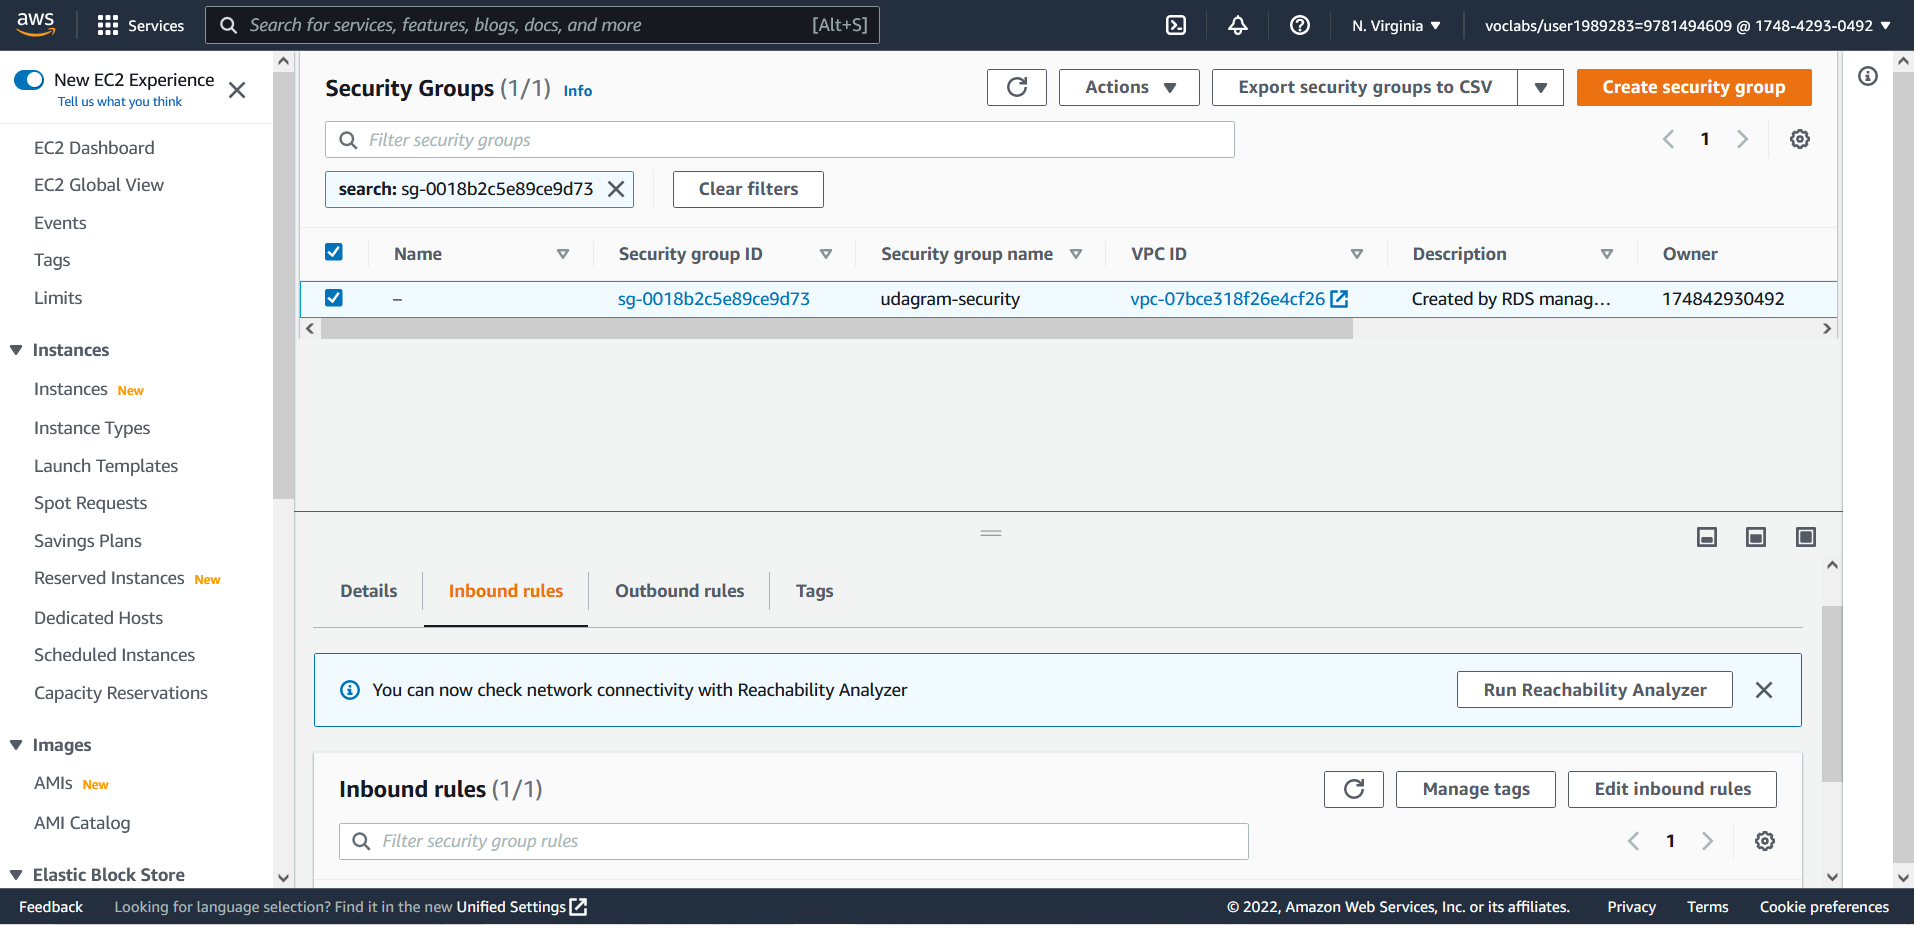 aws
Services
Search for services, features, blogs, docs, and more [Alt+S]
N. Virginia
voclabs/user1989283=9781494609 @ 1748-4293-0492
New EC2 Experience
Tell us what you think
EC2 Dashboard
EC2 Global View
Events
Tags
Limits
Instances
Instances New
Instance Types
Launch Templates
Spot Requests
Savings Plans
Reserved Instances New
Dedicated Hosts
Scheduled Instances
Capacity Reservations
Images
AMIs New
AMI Catalog
Elastic Block Store
Security Groups (1/1) Info
Actions
Export security groups to CSV
Create security group
Filter security groups
1
search: sg-0018b2c5e89ce9d73
Clear filters
Name Security group ID Security group name VPC ID Description Owner
– sg-0018b2c5e89ce9d73 udagram-security vpc-07bce318f26e4cf26 Created by RDS manag... 174842930492
Details Inbound rules Outbound rules Tags
You can now check network connectivity with Reachability Analyzer
Run Reachability Analyzer
Inbound rules (1/1)
Manage tags
Edit inbound rules
Filter security group rules
1
Feedback
Looking for language selection? Find it in the new Unified Settings
© 2022, Amazon Web Services, Inc. or its affiliates.
Privacy
Terms
Cookie preferences